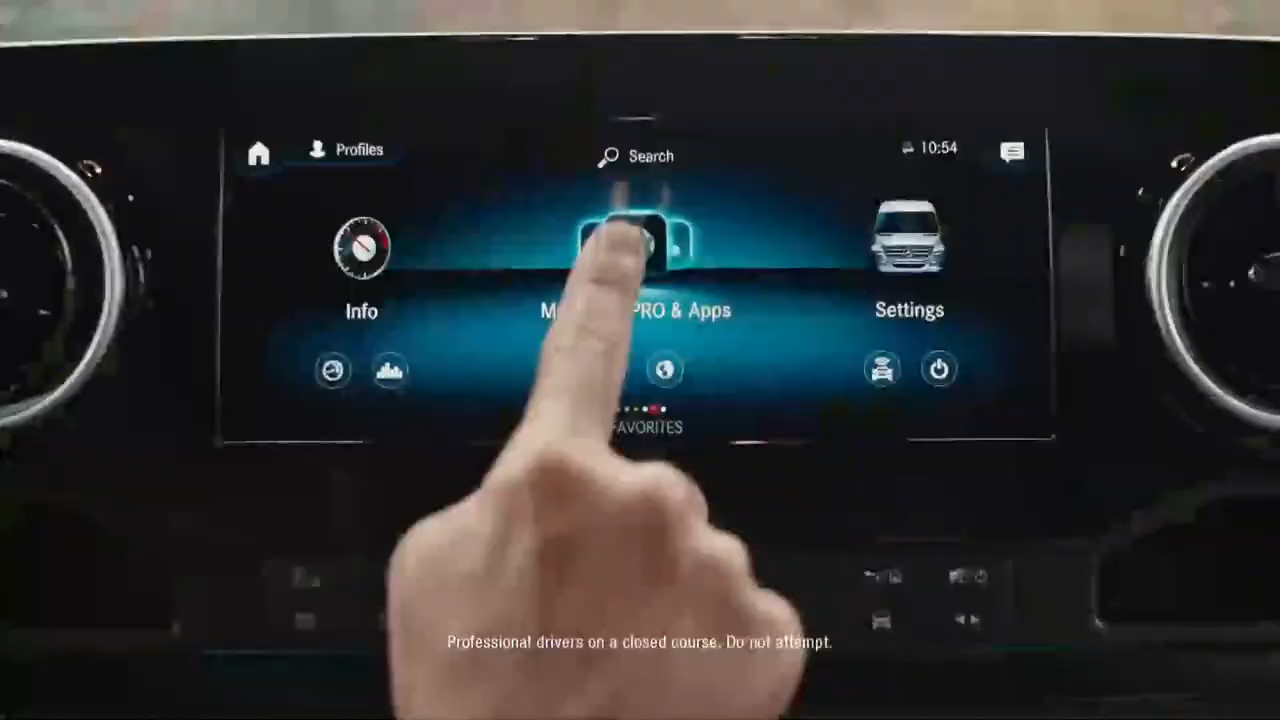 Profiles
Search
10:54
Info
PRO & Apps
Settings
FAVORITES
Professional drivers on a closed course. Do not attempt.